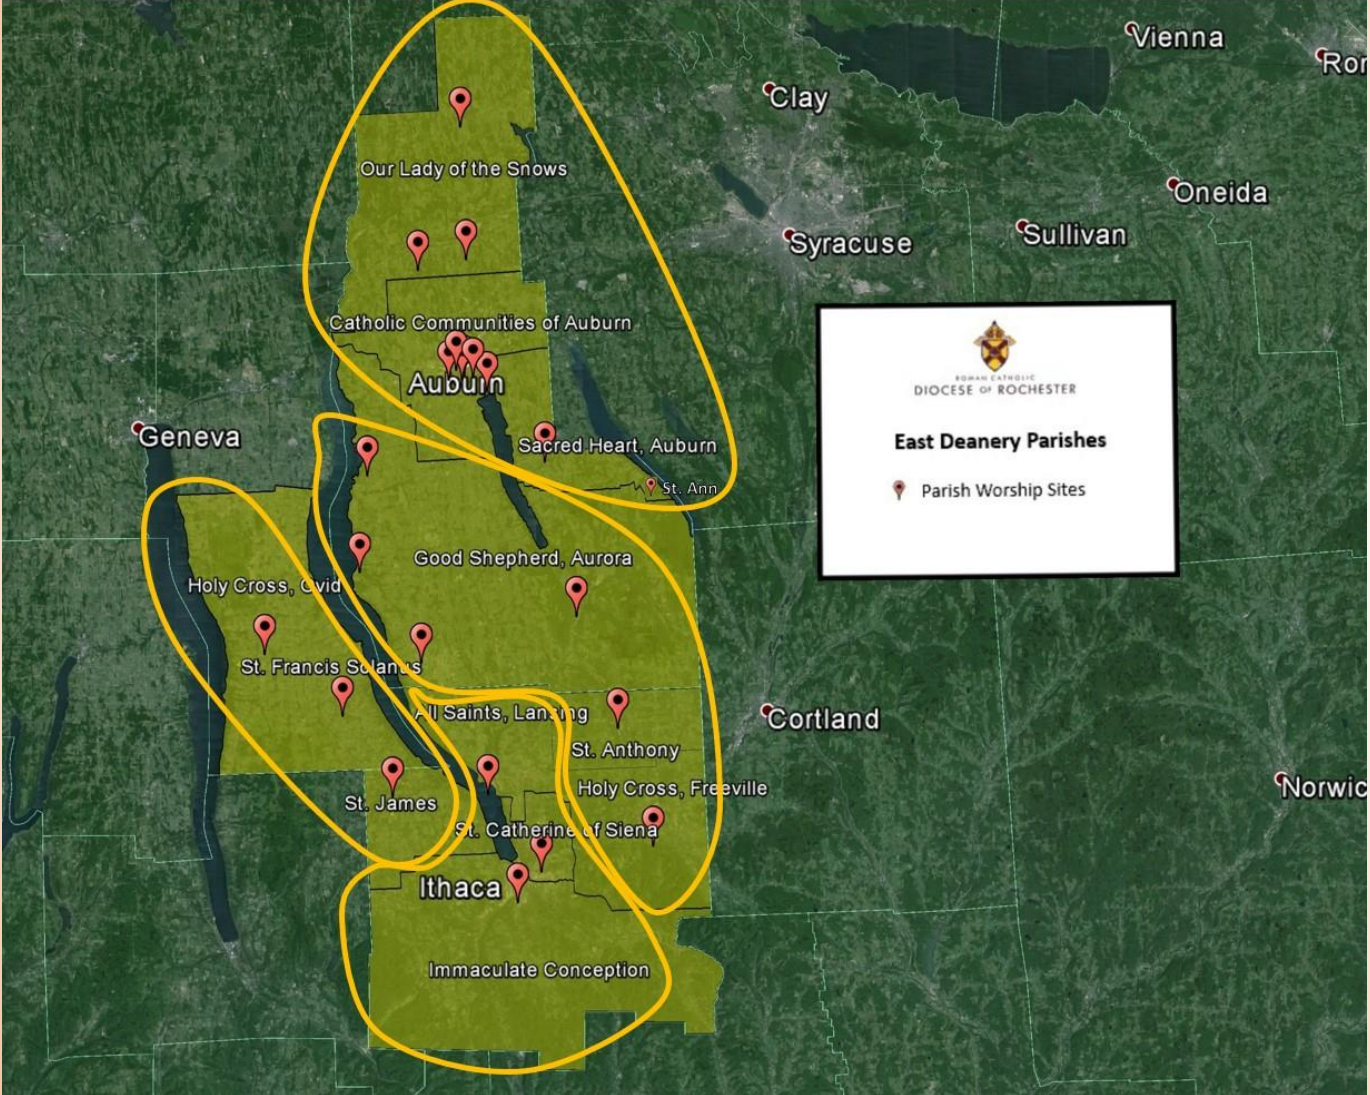 Vienna
Ror
Clay
Our Lady of the Snows
Oneida
Syracuse
Sullivan
Catholic Communities of Auburn
Auburn
ROMAN CATHOLIC
DIOCESE OF ROCHESTER
East Deanery Parishes
Parish Worship Sites
Geneva
Sacred Heart, Auburn
St. Ann
Good Shepherd, Aurora
Holy Cross, Ovid
St. Francis Solanus
All Saints, Lansing
Cortland
St. Anthony
Holy Cross, Freeville
Norwic
St. James
St. Catherine of Siena
Ithaca
Immaculate Conception